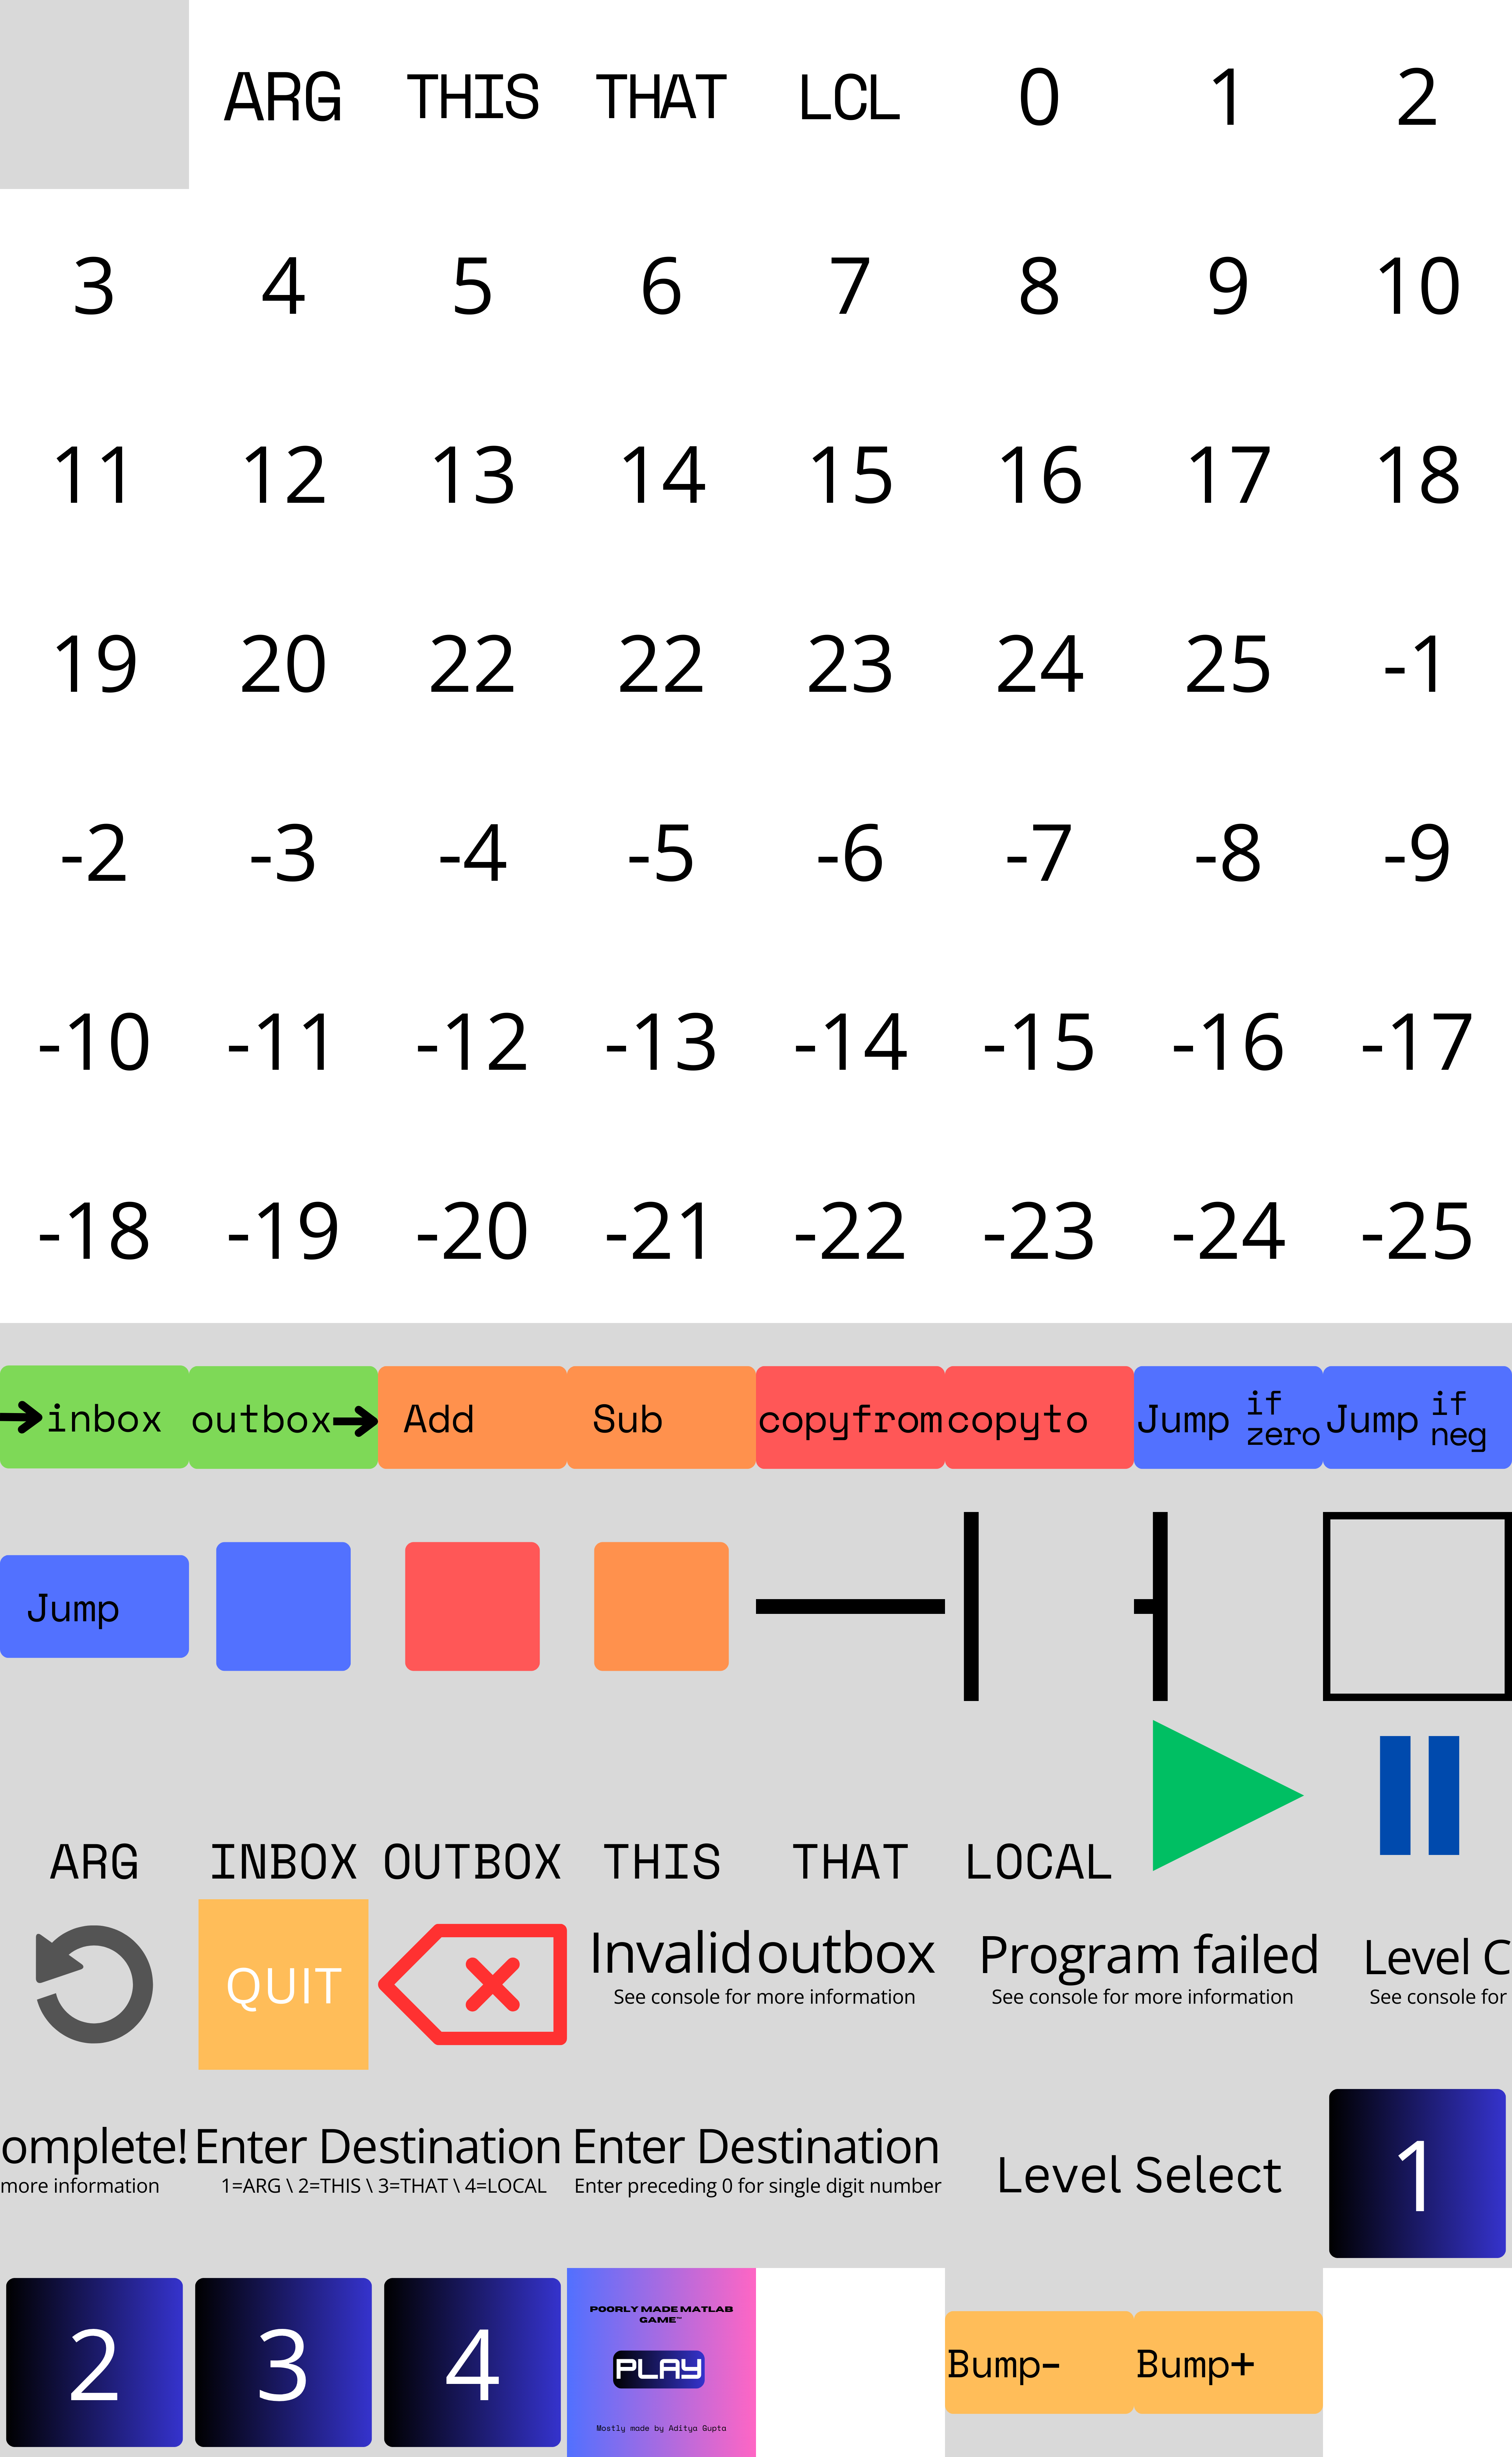 ARG THIS THAT LCL 0 1 2
3 4 5 6 7 8 9 10
11 12 13 14 15 16 17 18
19 20 22 22 23 24 25 -1
-2 -3 -4 -5 -6 -7 -8 -9
-10 -11 -12 -13 -14 -15 -16 -17
-18 -19 -20 -21 -22 -23 -24 -25
inbox
outbox
Add
Sub
copyfrom
copyto
Jump if zero
Jump if neg
Jump
ARG INBOX OUTBOX THIS THAT LOCAL
QUIT
Invalid outbox
See console for more information
Program failed
See console for more information
Level C
See console for
omplete!
more information
Enter Destination
1=ARG \ 2=THIS \ 3=THAT \ 4=LOCAL
Enter Destination
Enter preceding 0 for single digit number
Level Select
1
2
3
4
POORLY MADE MATLAB
GAME™
PLAY
Mostly made by Aditya Gupta
Bump-
Bump+